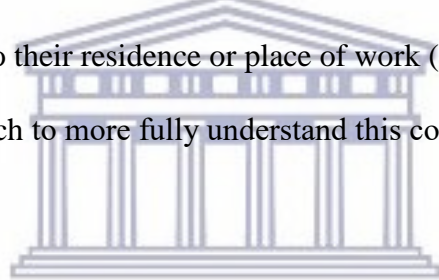 o their residence or place of work (
ch to more fully understand this co